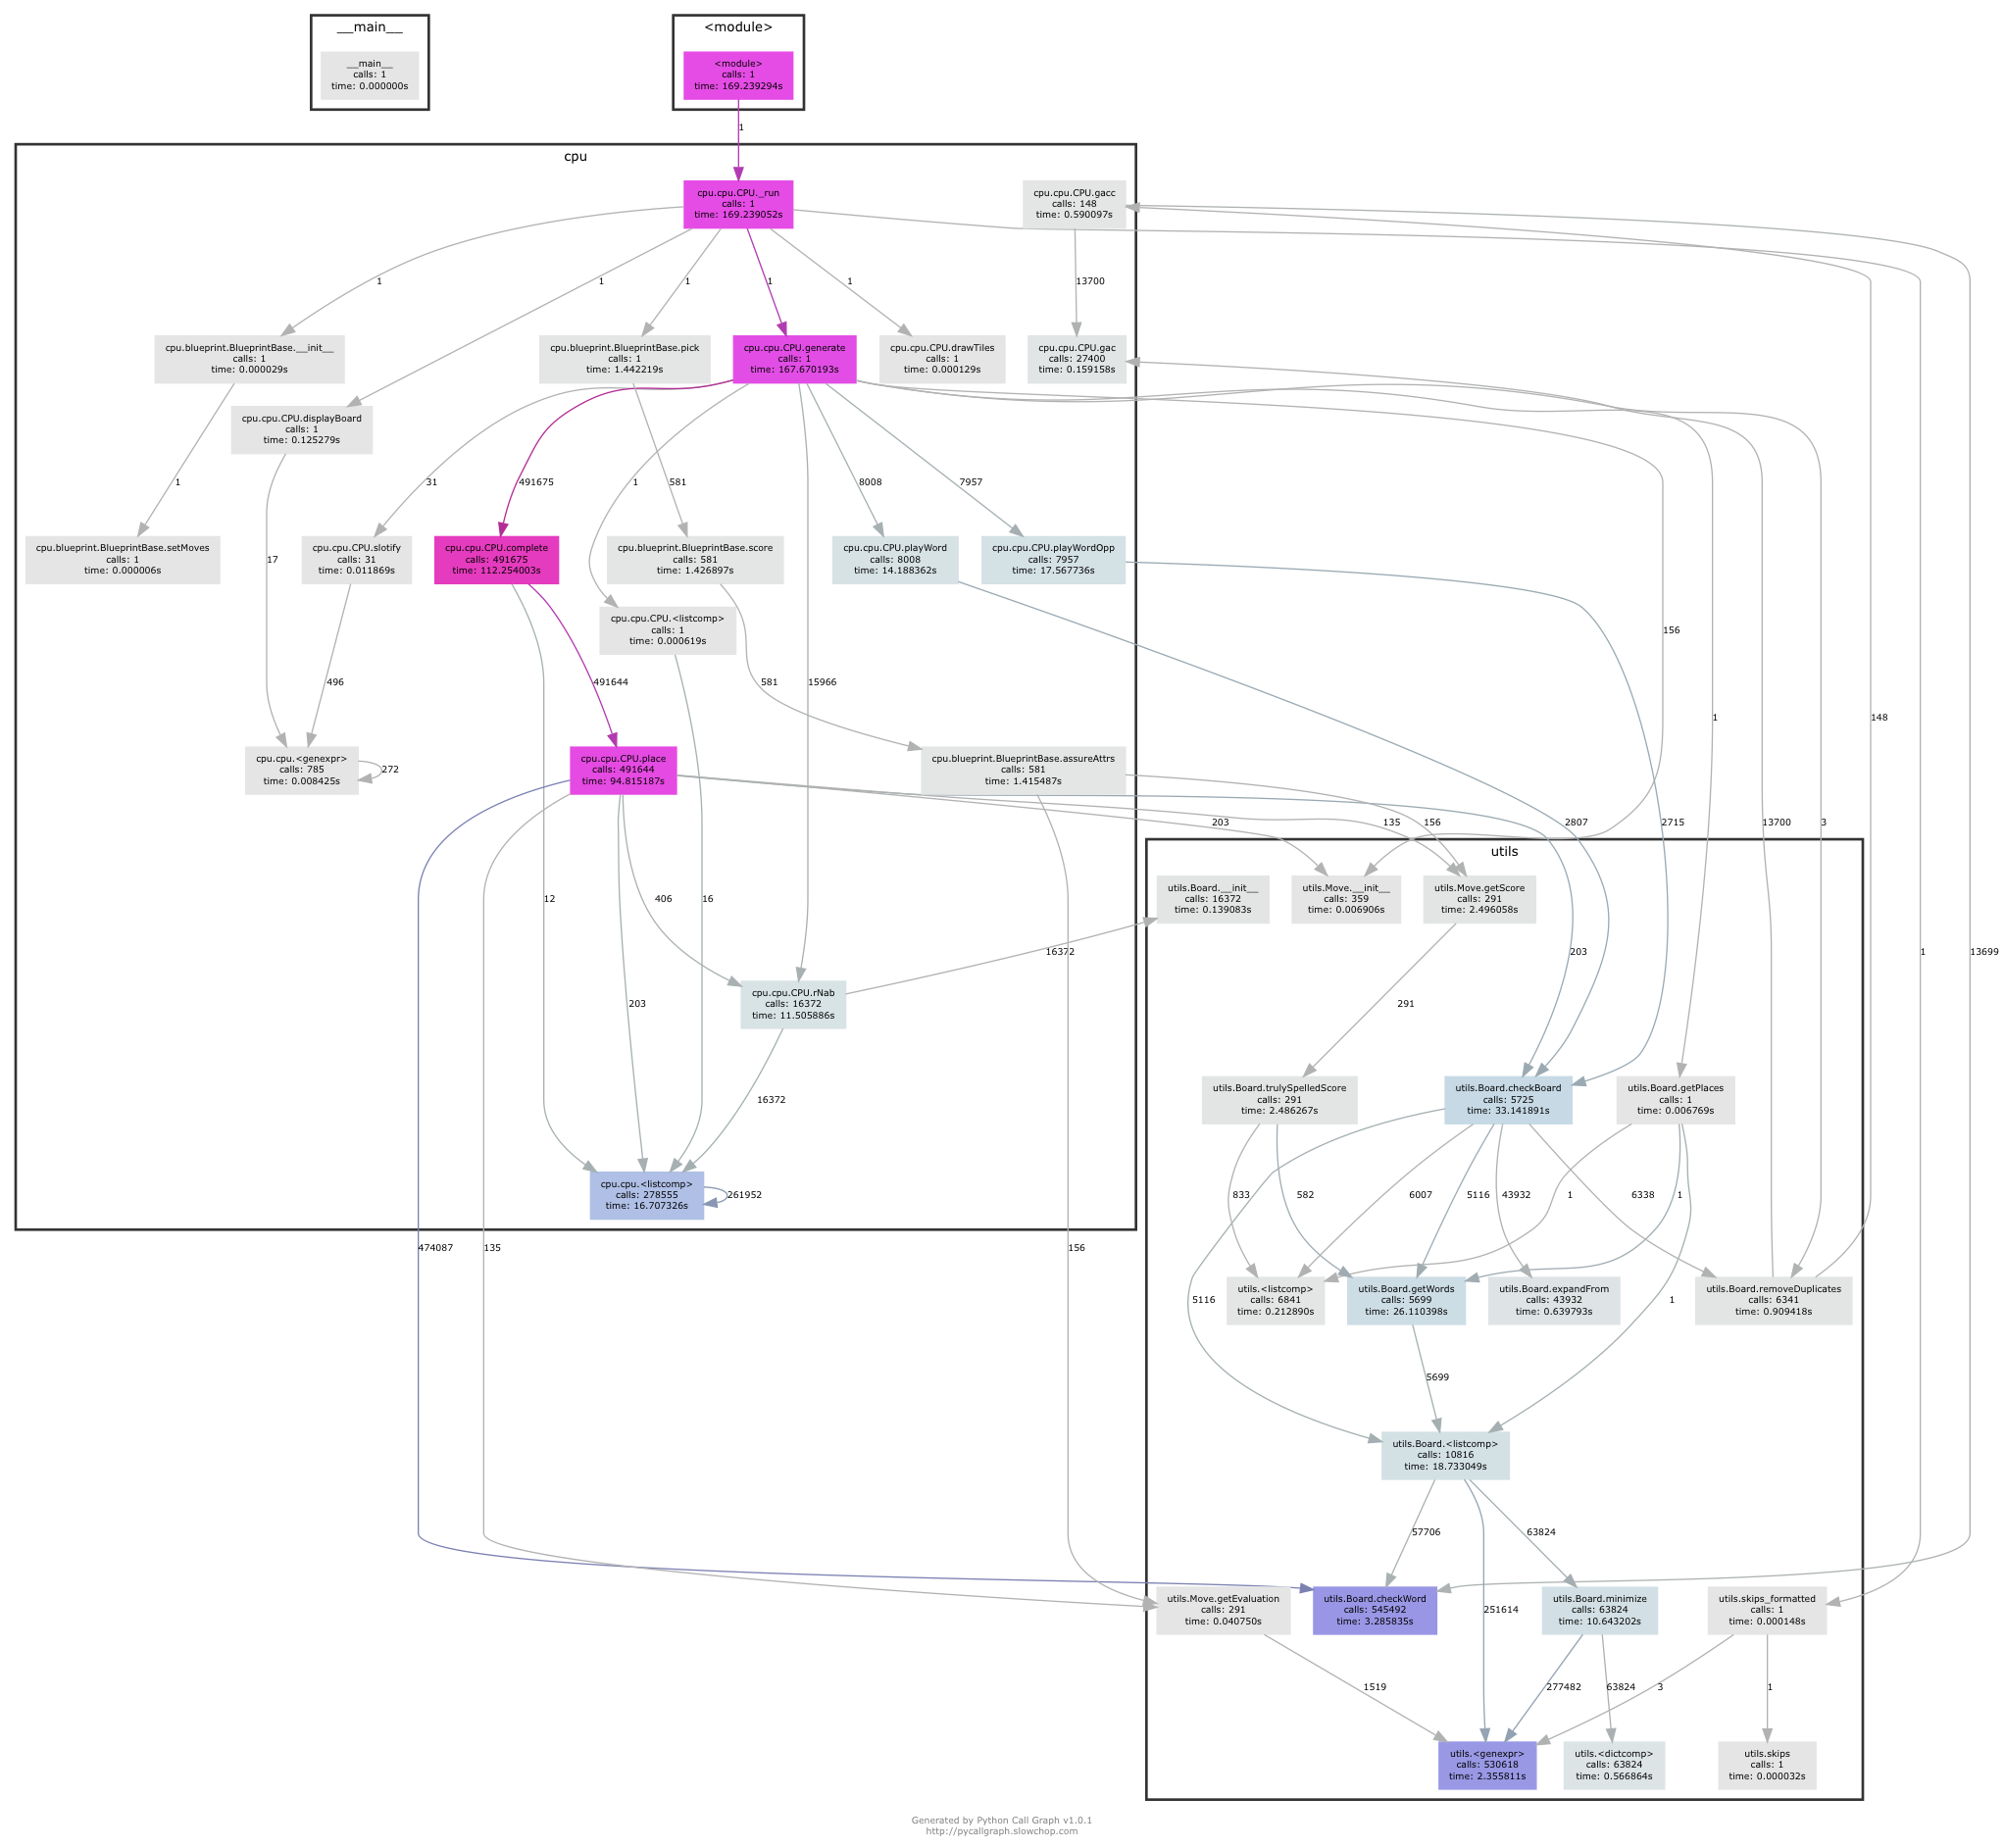 __main__
__main__
calls: 1
time: 0.000000s
<module>
<module>
calls: 1
time: 169.239294s
1
cpu
cpu.cpu.CPU._run
calls: 1
time: 169.239052s
cpu.cpu.CPU.gacc
calls: 148
time: 0.590097s
1
1
1
1
1
13700
cpu.blueprint.BlueprintBase.__init__
calls: 1
time: 0.000029s
cpu.blueprint.BlueprintBase.pick
calls: 1
time: 1.442219s
cpu.cpu.CPU.generate
calls: 1
time: 167.670193s
cpu.cpu.CPU.drawTiles
calls: 1
time: 0.000129s
cpu.cpu.CPU.gac
calls: 27400
time: 0.159158s
cpu.cpu.CPU.displayBoard
calls: 1
time: 0.125279s
1
31
491675
1
581
8008
7957
cpu.blueprint.BlueprintBase.setMoves
calls: 1
time: 0.000006s
17
cpu.cpu.CPU.slotify
calls: 31
time: 0.011869s
cpu.cpu.CPU.complete
calls: 491675
time: 112.254003s
cpu.blueprint.BlueprintBase.score
calls: 581
time: 1.426897s
cpu.cpu.CPU.playWord
calls: 8008
time: 14.188362s
cpu.cpu.CPU.playWordOpp
calls: 7957
time: 17.567736s
cpu.cpu.CPU.<listcomp>
calls: 1
time: 0.000619s
156
496
491644
581
15966
1
148
cpu.cpu.<genexpr>
calls: 785
time: 0.008425s
272
cpu.cpu.CPU.place
calls: 491644
time: 94.815187s
cpu.blueprint.BlueprintBase.assureAttrs
calls: 581
time: 1.415487s
203
135
156
2807
2715
13700
3
utils
12
406
16
utils.Board.__init__
calls: 16372
time: 0.139083s
utils.Move.__init__
calls: 359
time: 0.006906s
utils.Move.getScore
calls: 291
time: 2.496058s
16372
203
1
13699
203
cpu.cpu.CPU.rNab
calls: 16372
time: 11.505886s
291
16372
utils.Board.trulySpelledScore
calls: 291
time: 2.486267s
utils.Board.checkBoard
calls: 5725
time: 33.141891s
utils.Board.getPlaces
calls: 1
time: 0.006769s
cpu.cpu.<listcomp>
calls: 278555
time: 16.707326s
261952
833
582
6007
5116
43932
1
6338
1
474087
135
156
5116
utils.<listcomp>
calls: 6841
time: 0.212890s
utils.Board.getWords
calls: 5699
time: 26.110398s
utils.Board.expandFrom
calls: 43932
time: 0.639793s
1
utils.Board.removeDuplicates
calls: 6341
time: 0.909418s
5699
utils.Board.<listcomp>
calls: 10816
time: 18.733049s
57706
63824
utils.Move.getEvaluation
calls: 291
time: 0.040750s
utils.Board.checkWord
calls: 545492
time: 3.285835s
251614
utils.Board.minimize
calls: 63824
time: 10.643202s
utils.skips_formatted
calls: 1
time: 0.000148s
1519
277482
63824
3
1
utils.<genexpr>
calls: 530618
time: 2.355811s
utils.<dictcomp>
calls: 63824
time: 0.566864s
utils.skips
calls: 1
time: 0.000032s
Generated by Python Call Graph v1.0.1
http://pycallgraph.slowchop.com